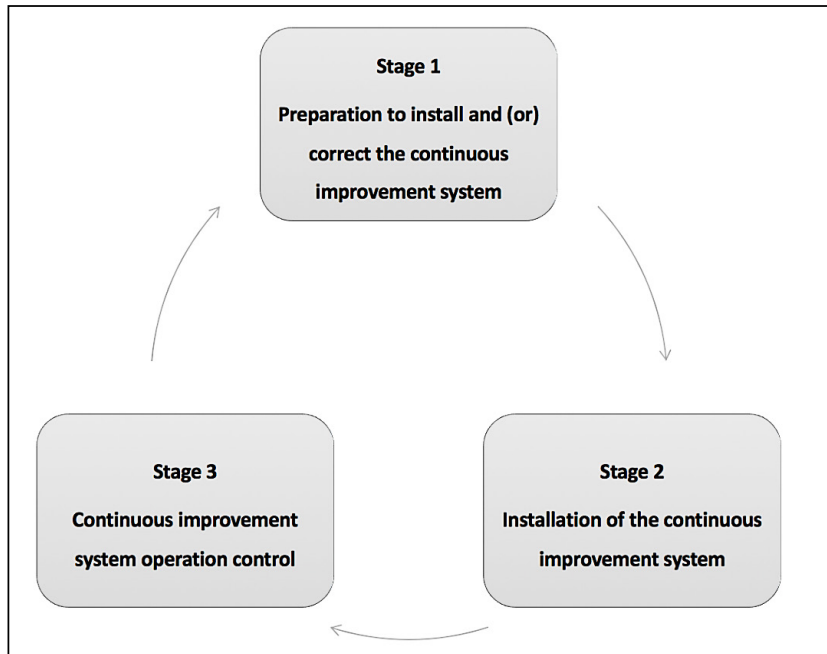 Stage 1
Preparation to install and (or)
correct the continuous
improvement system
Stage 2
Installation of the continuous
improvement system
Stage 3
Continuous improvement
system operation control